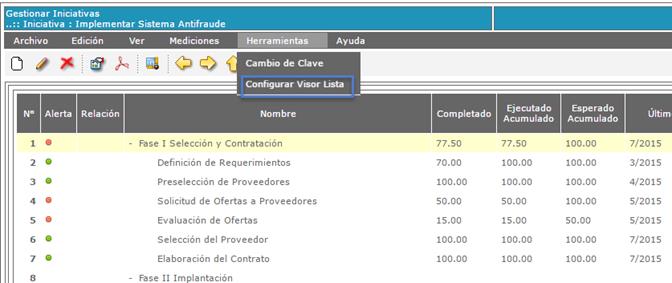 Gestionar Iniciativas
..:: Iniciativa : Implementar Sistema Antifraude
Archivo Edición Ver Mediciones Herramientas Ayuda
Cambio de Clave
Configurar Visor Lista
Nº Alerta Relación Nombre Completado Ejecutado Acumulado Esperado Acumulado Últim
1 - Fase I Selección y Contratación 77.50 77.50 100.00 7/2015
2 Definición de Requerimientos 70.00 100.00 100.00 3/2015
3 Preselección de Proveedores 100.00 100.00 100.00 4/2015
4 Solicitud de Ofertas a Proveedores 50.00 50.00 100.00 5/2015
5 Evaluación de Ofertas 15.00 15.00 50.00 5/2015
6 Selección del Proveedor 100.00 100.00 100.00 7/2015
7 Elaboración del Contrato 100.00 100.00 100.00 7/2015
8 - Fase II Implantación